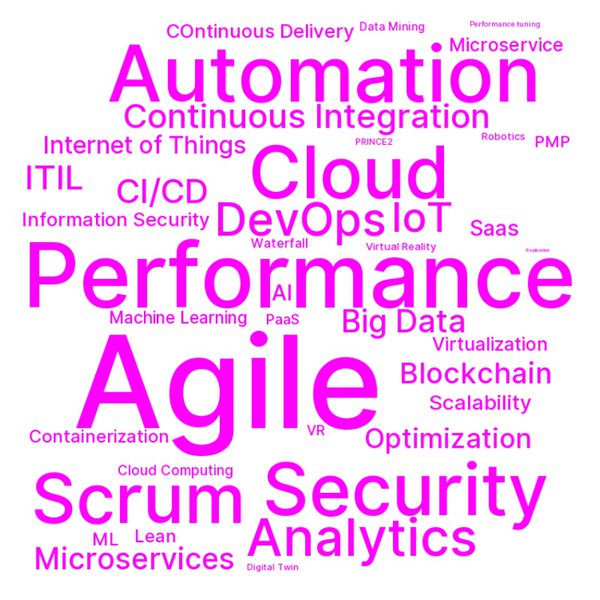 COntinuous Delivery
Data Mining
Performance tuning
Microservice
Automation
Continuous Integration
Internet of Things
PRINCE2
Robotics
PMP
Cloud
ITIL
CI/CD
Information Security
DevOps
IoT
Saas
Waterfall
Virtual Reality
Performance
AI
Machine Learning
PaaS
Big Data
Virtualization
Agile
Blockchain
Scalability
Containerization
VR
Optimization
Cloud Computing
Scrum
Security
ML
Lean
Analytics
Microservices
Digital Twin